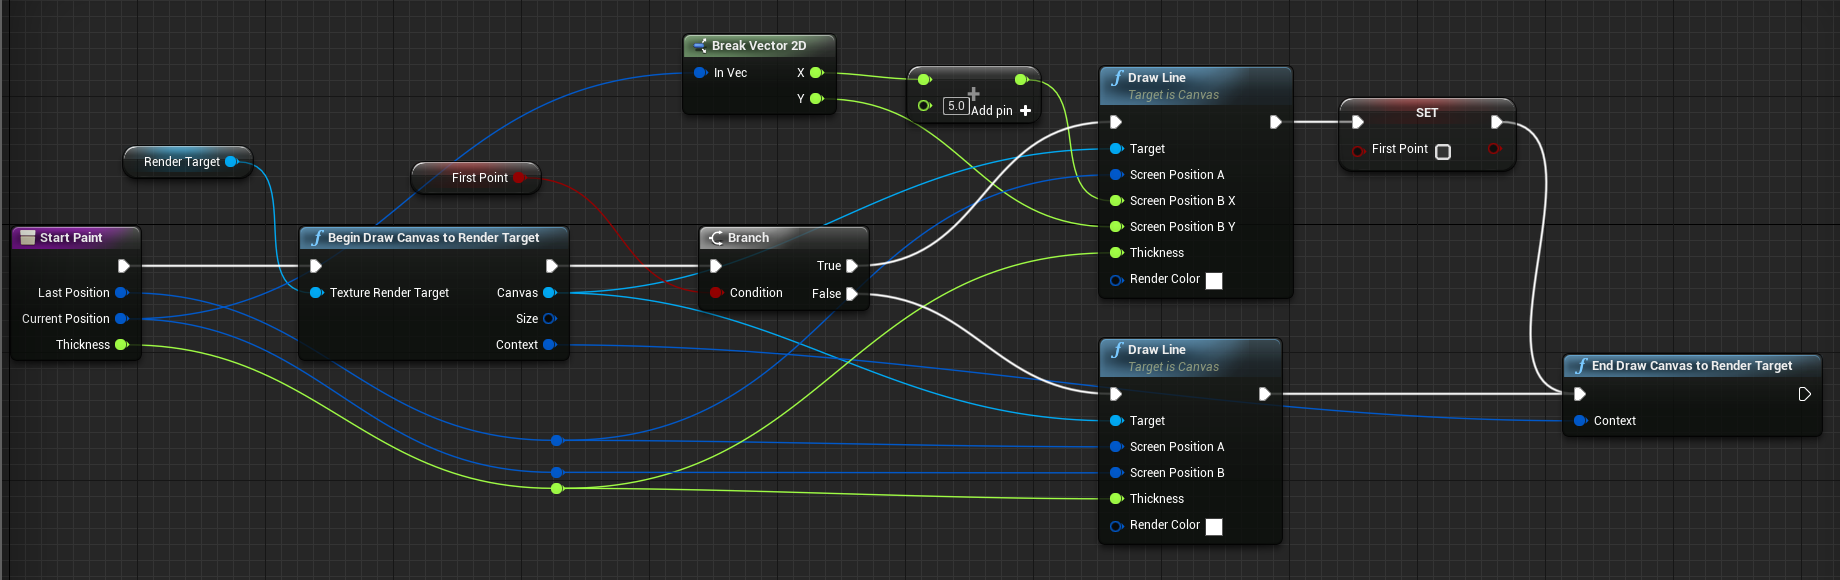 Start Paint
Last Position
Current Position
Thickness
Render Target
Begin Draw Canvas to Render Target
Texture Render Target
Canvas
Size
Context
First Point
Break Vector 2D
In Vec
X
Y
5.0
Add pin
Branch
True
Condition
False
Draw Line
Target is Canvas
Target
Screen Position A
Screen Position B X
Screen Position B Y
Thickness
Render Color
SET
First Point
Draw Line
Target is Canvas
Target
Screen Position A
Screen Position B
Thickness
Render Color
End Draw Canvas to Render Target
Context